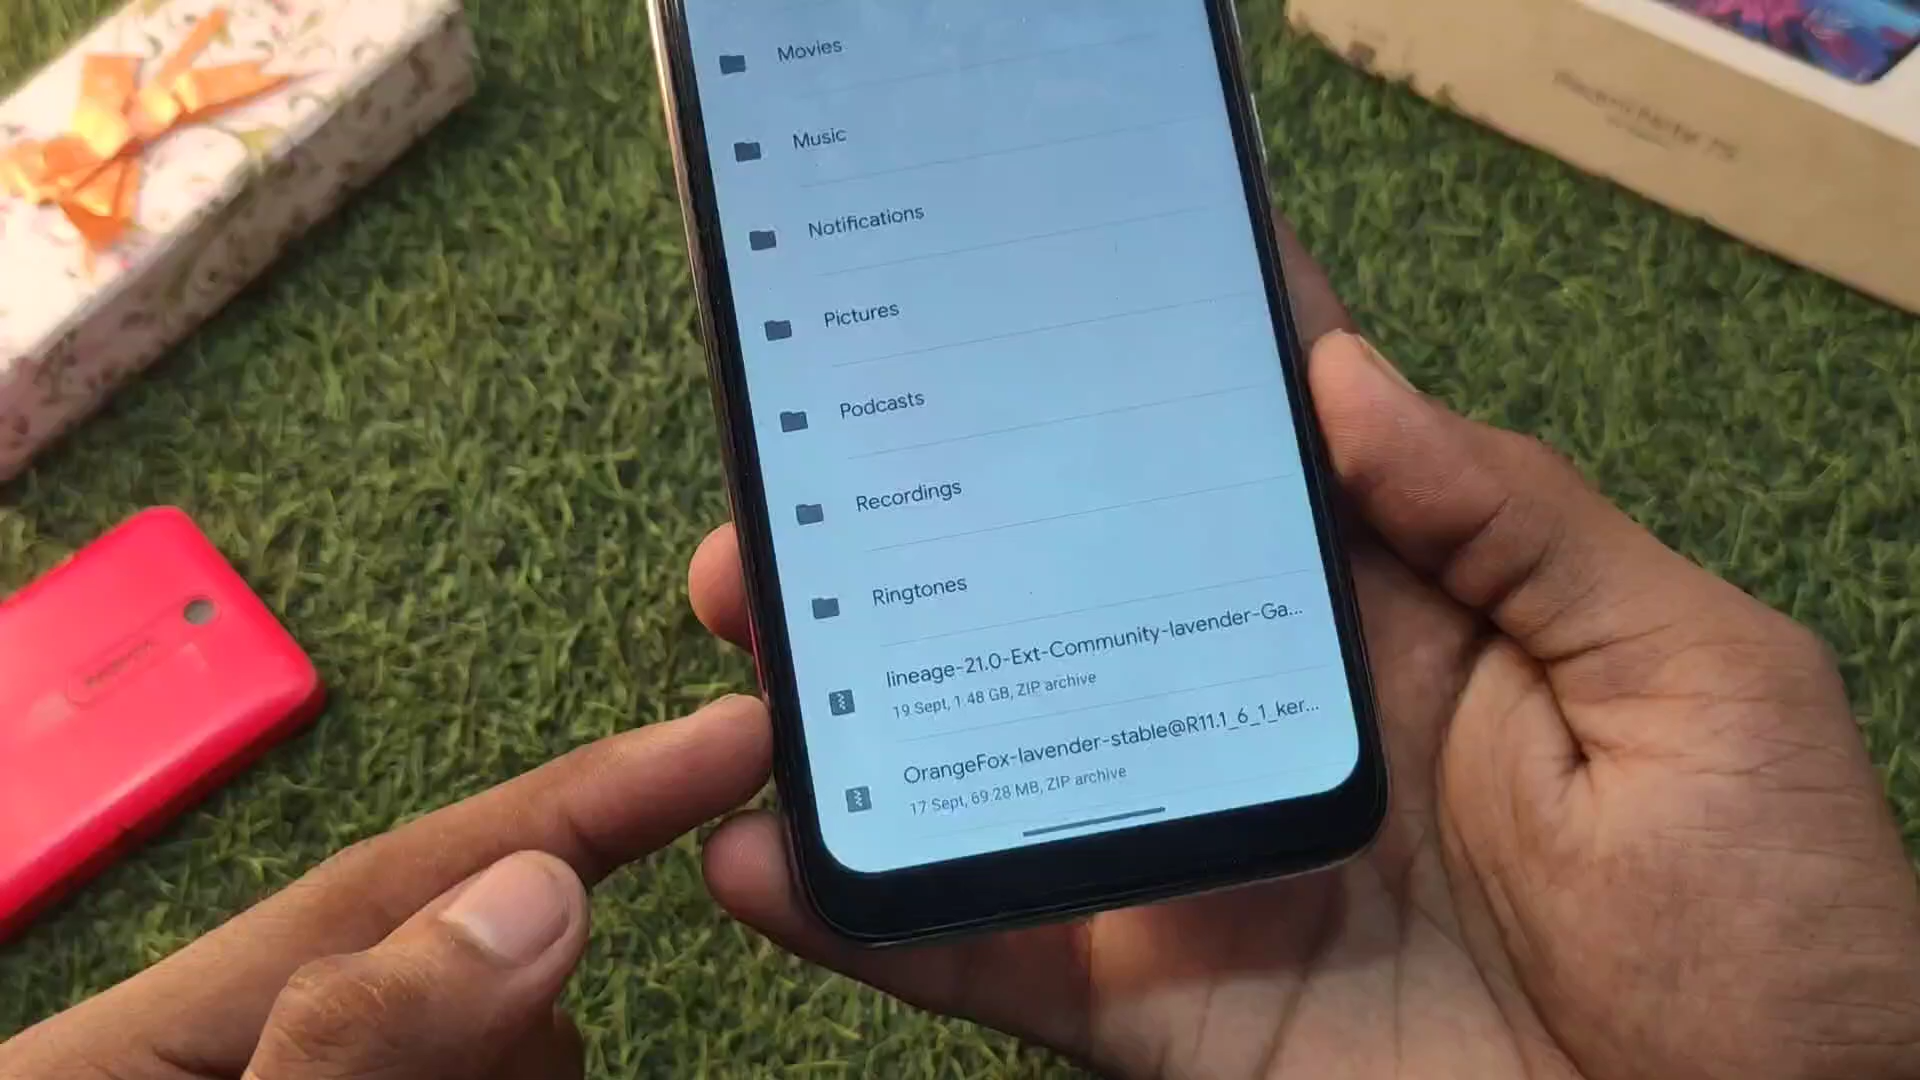 Movies
Music
Notifications
Pictures
Podcasts
Recordings
Ringtones
lineage-21.0-Ext-Community-lavender-Ga...
19 Sept, 1.48 GB, ZIP archive
OrangeFox-lavender-stable@R11.1_6_1_ker...
17 Sept, 69.28 MB, ZIP archive